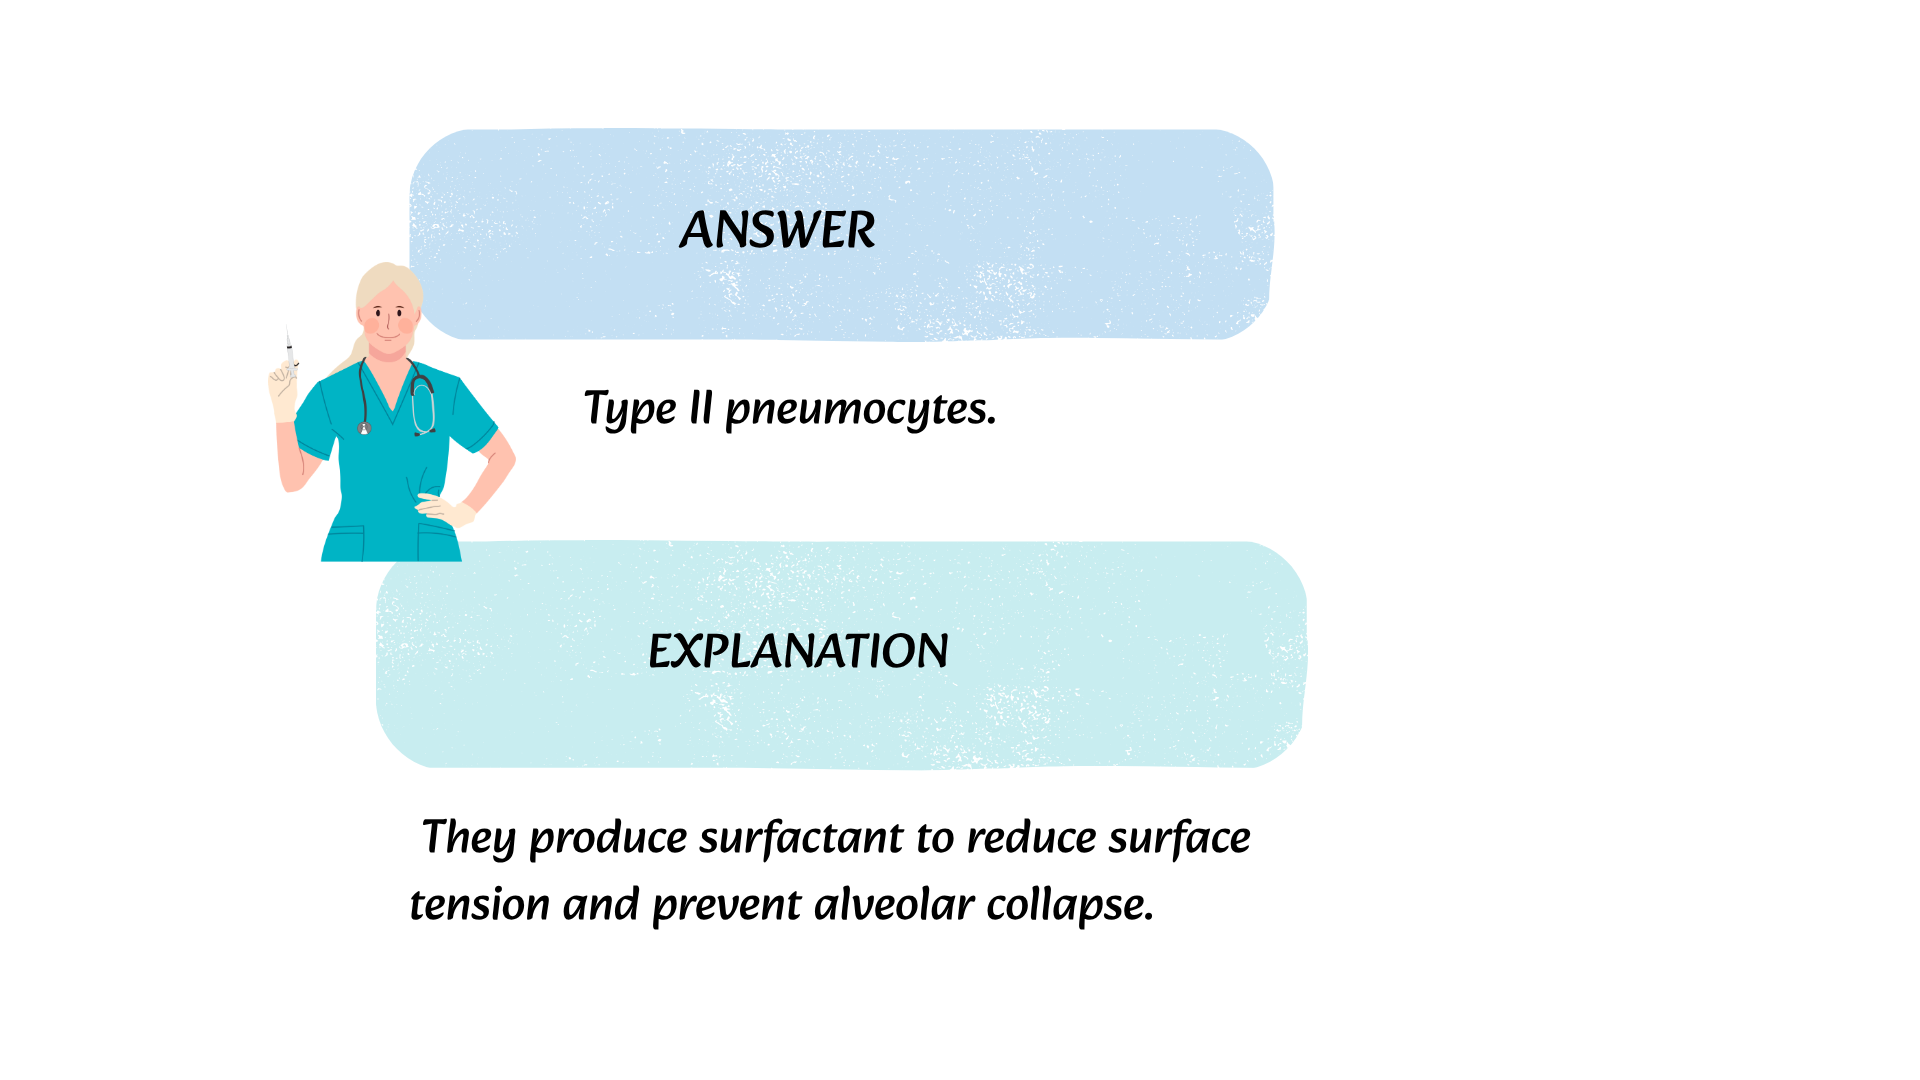 ANSWER
Type II pneumocytes.
EXPLANATION
They produce surfactant to reduce surface
tension and prevent alveolar collapse.